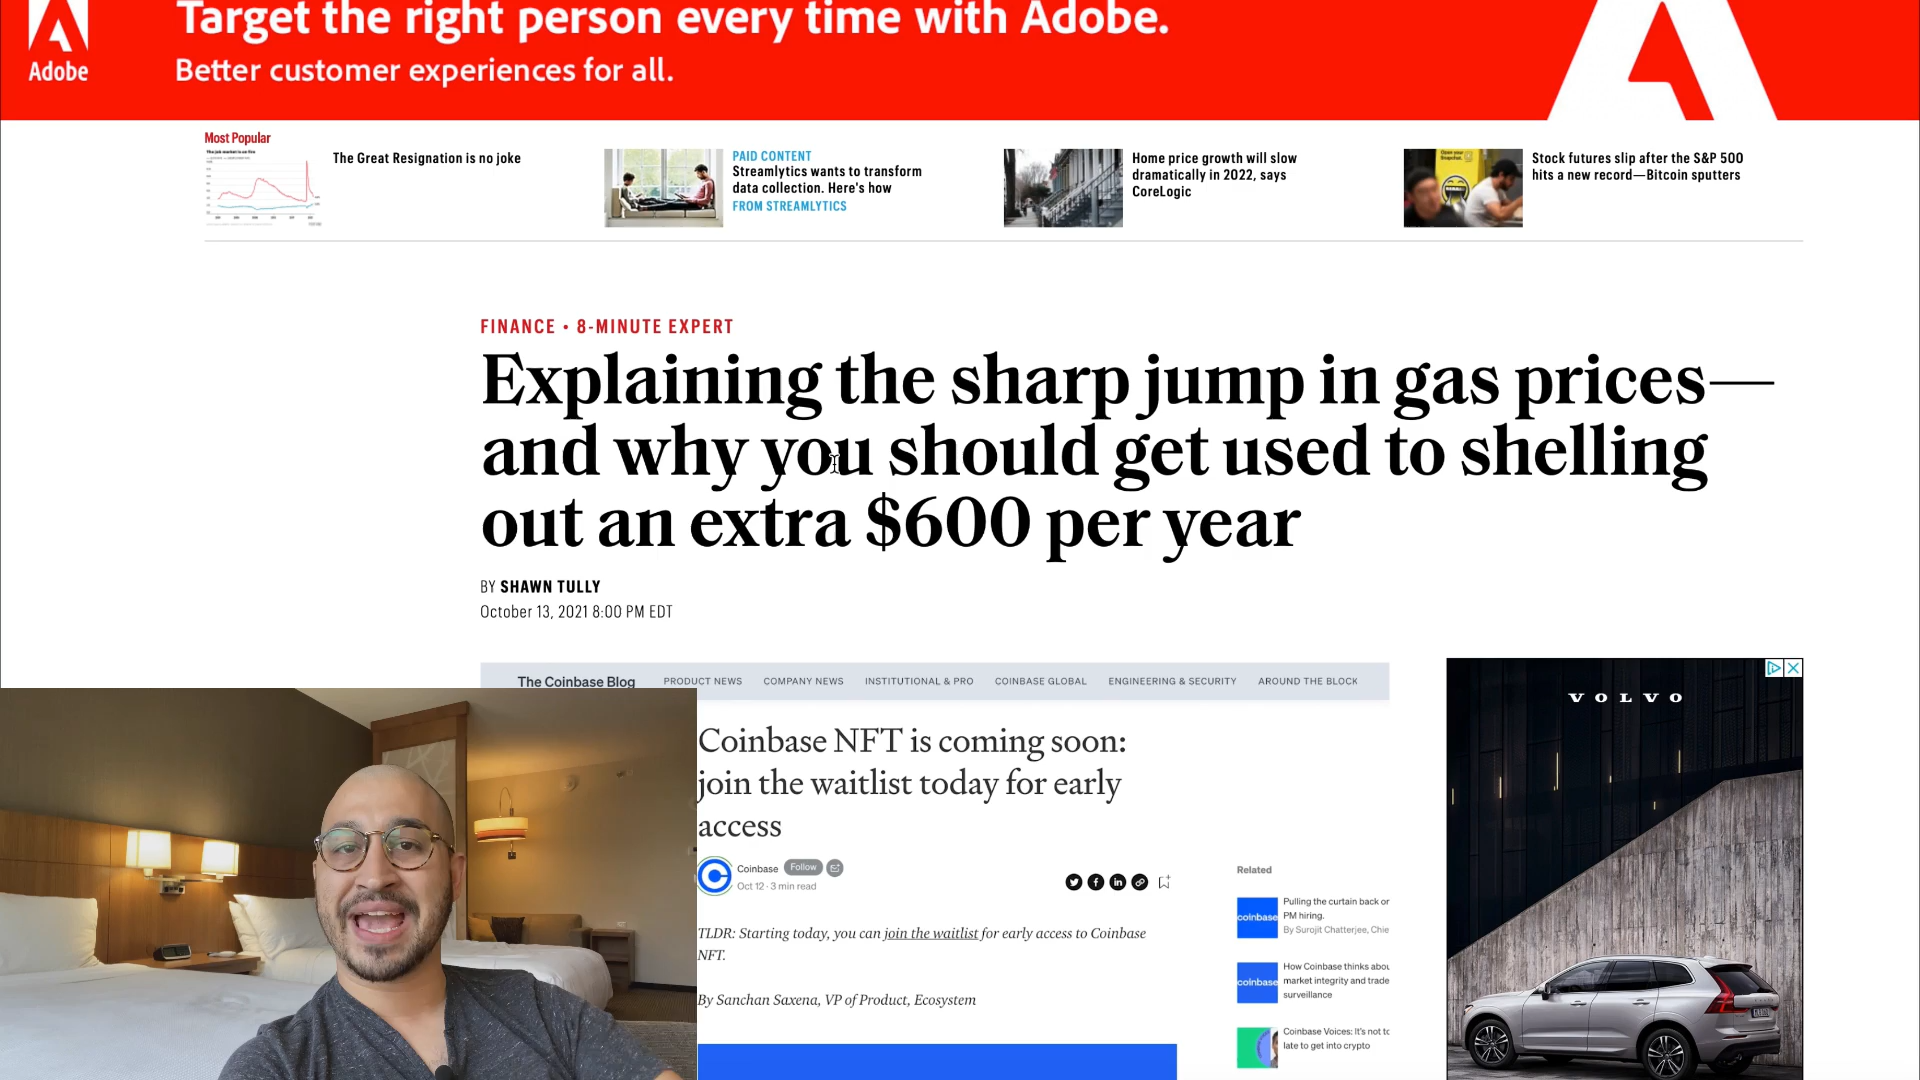 Target the right person every time with Adobe.
Better customer experiences for all.
Adobe
Most Popular
The Great Resignation is no joke
PAID CONTENT
Streamlytics wants to transform
data collection. Here's how
FROM STREAMLYTICS
Home price growth will slow
dramatically in 2022, says
CoreLogic
Stock futures slip after the S&P 500
hits a new record—Bitcoin sputters
FINANCE • 8-MINUTE EXPERT
Explaining the sharp jump in gas prices—
and why you should get used to shelling
out an extra $600 per year
BY SHAWN TULLY
October 13, 2021 8:00 PM EDT
The Coinbase Blog PRODUCT NEWS COMPANY NEWS INSTITUTIONAL & PRO COINBASE GLOBAL ENGINEERING & SECURITY AROUND THE BLOCK
Coinbase NFT is coming soon:
join the waitlist today for early
access
Coinbase Follow
Oct 12 · 3 min read
TLDR: Starting today, you can join the waitlist for early access to Coinbase
NFT.
By Sanchan Saxena, VP of Product, Ecosystem
Related
coinbase
Pulling the curtain back or
PM hiring.
By Surojit Chatterjee, Chie
coinbase
How Coinbase thinks abou
market integrity and trade
surveillance
Coinbase Voices: It's not to
late to get into crypto
VOLVO